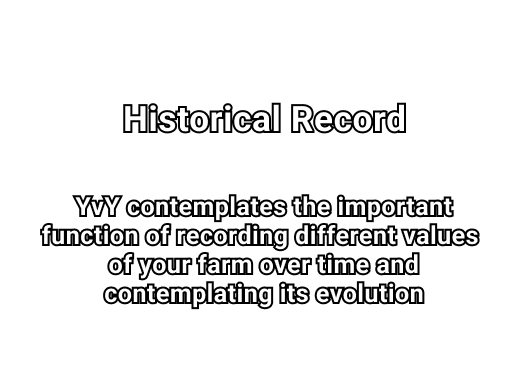 Historical Record
YvY contemplates the important
function of recording different values
of your farm over time and
contemplating its evolution